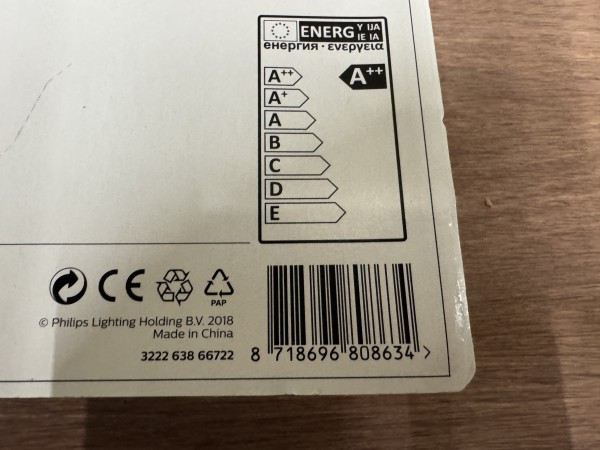 ENERG Y IJA
IE IA
енергия · ενεργεια
A++ A++
A+
A
B
C
D
E
CE
PAP
© Philips Lighting Holding B.V. 2018
Made in China
3222 638 66722
8 718696 808634 >